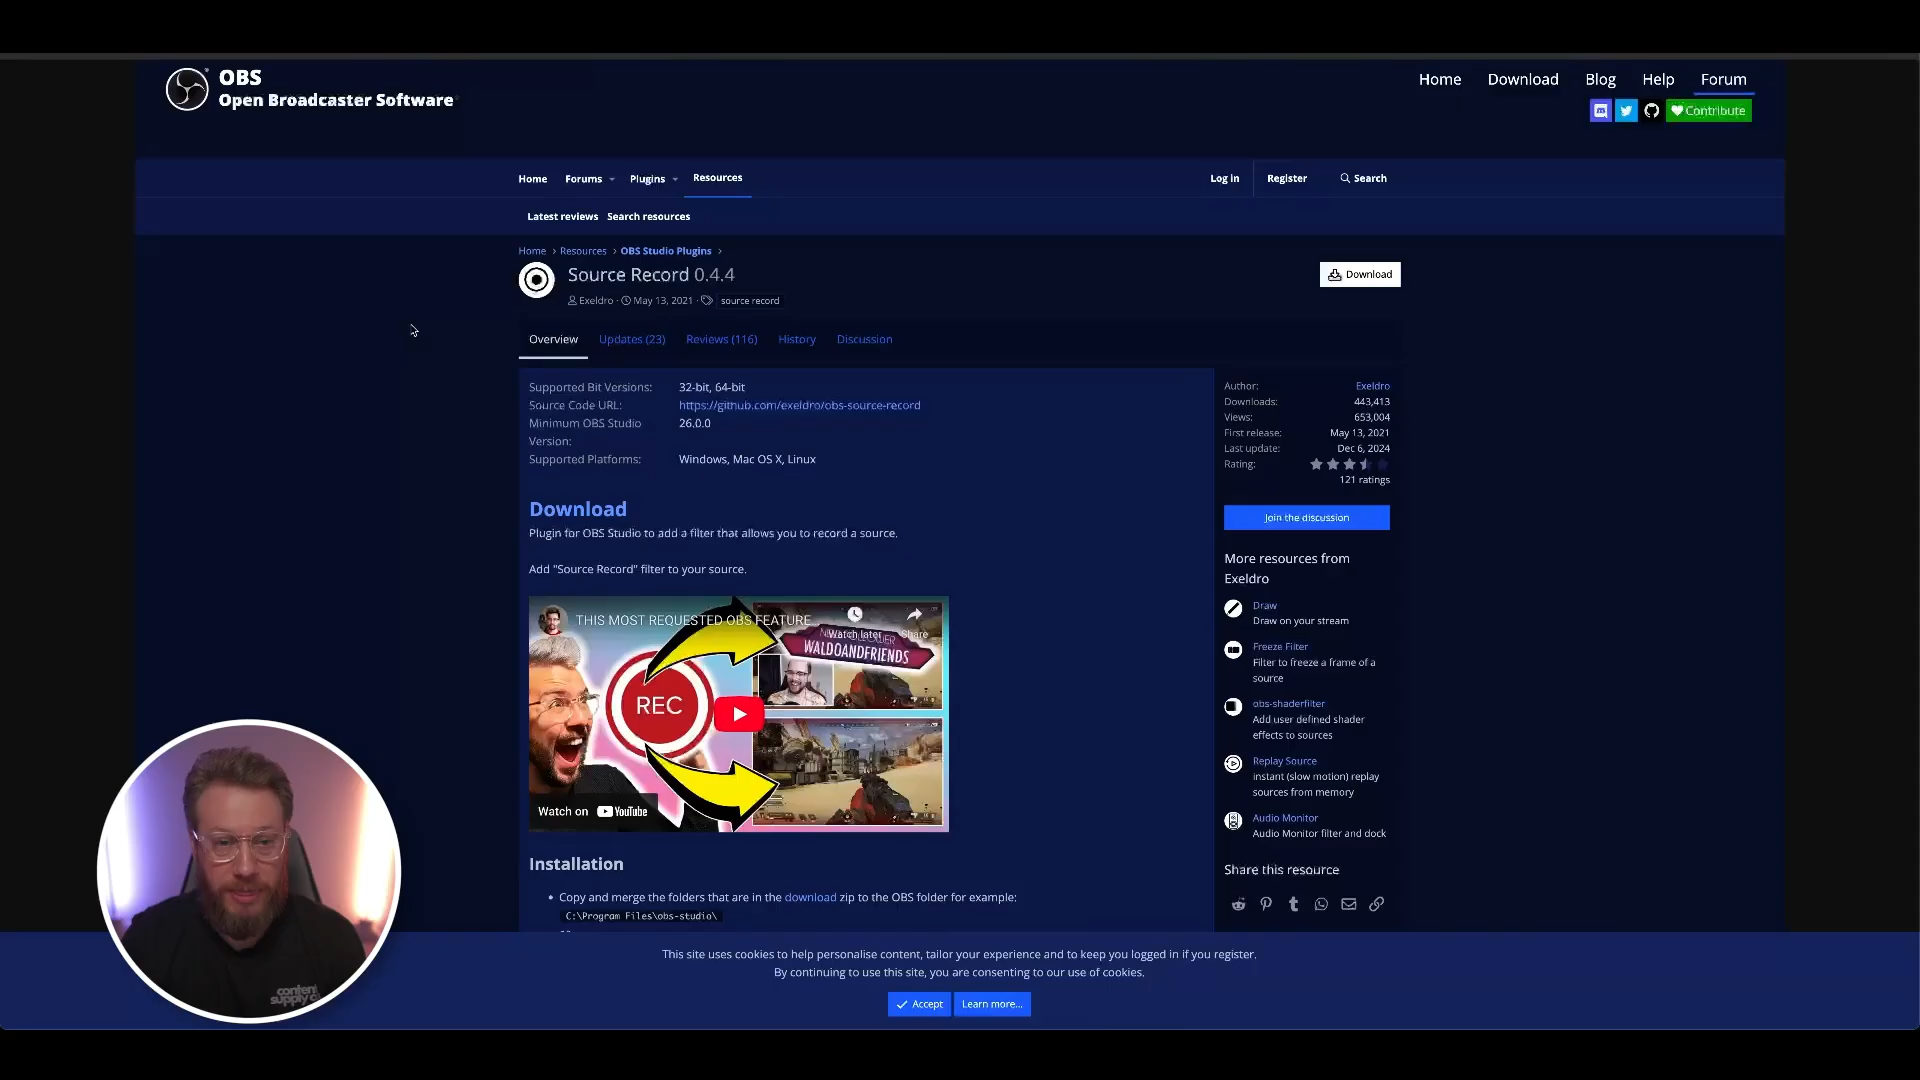 OBS
Open Broadcaster Software
Home Download Blog Help Forum
Contribute
Home Forums Plugins Resources
Log in Register Search
Latest reviews Search resources
Home › Resources › OBS Studio Plugins ›
Source Record 0.4.4
Download
Exeldro · May 13, 2021 · source record
Overview Updates (23) Reviews (116) History Discussion
Supported Bit Versions: 32-bit, 64-bit
Source Code URL: https://github.com/exeldro/obs-source-record
Minimum OBS Studio Version: 26.0.0
Supported Platforms: Windows, Mac OS X, Linux
Download
Plugin for OBS Studio to add a filter that allows you to record a source.
Add "Source Record" filter to your source.
THIS MOST REQUESTED OBS FEATURE...
Watch later
Share
WALDOANDFRIENDS
REC
Watch on YouTube
Installation
• Copy and merge the folders that are in the download zip to the OBS folder for example:
C:\Program Files\obs-studio\
Author: Exeldro
Downloads: 443,413
Views: 653,004
First release: May 13, 2021
Last update: Dec 6, 2024
Rating:
121 ratings
Join the discussion
More resources from
Exeldro
Draw
Draw on your stream
Freeze Filter
Filter to freeze a frame of a
source
obs-shaderfilter
Add user defined shader
effects to sources
Replay Source
instant (slow motion) replay
sources from memory
Audio Monitor
Audio Monitor filter and dock
Share this resource
content
supply
This site uses cookies to help personalise content, tailor your experience and to keep you logged in if you register.
By continuing to use this site, you are consenting to our use of cookies.
Accept Learn more...